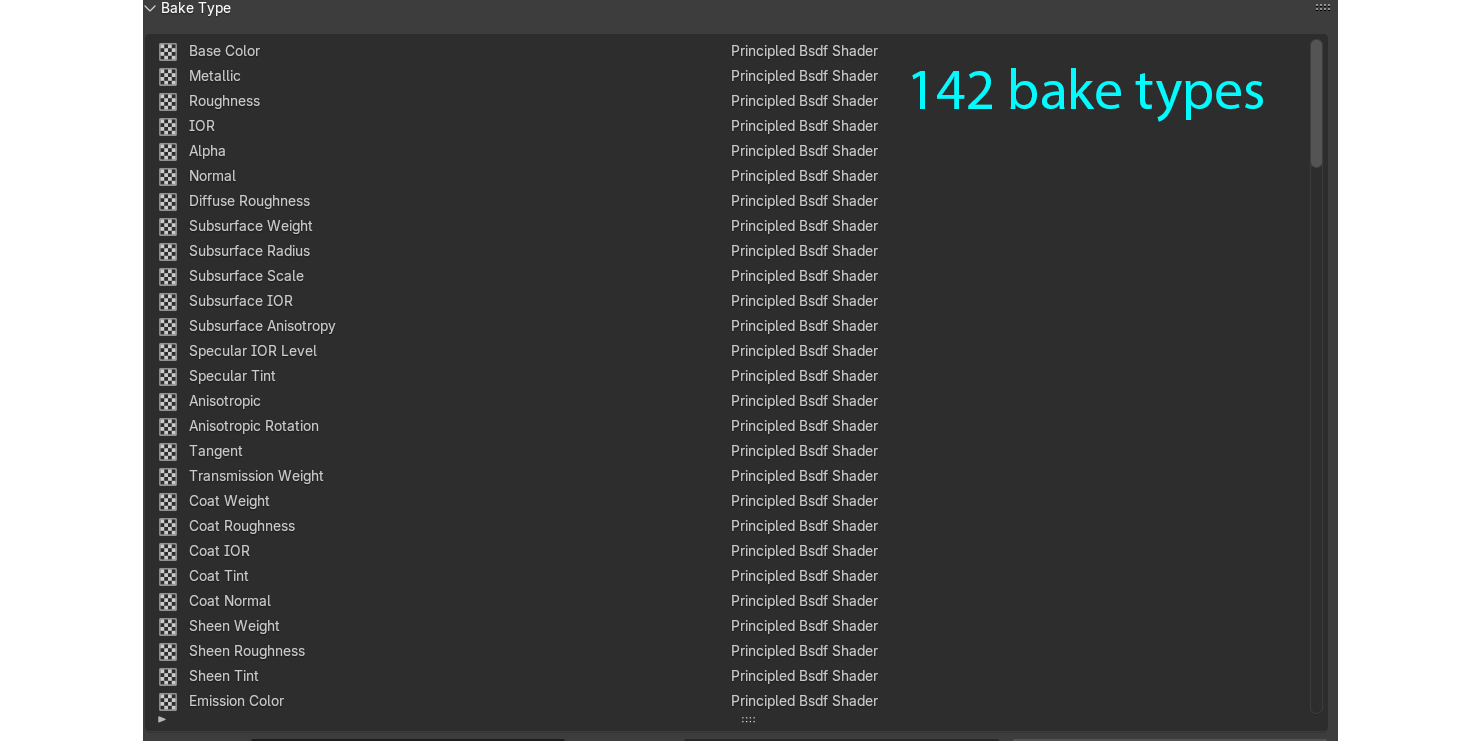 Bake Type
Base Color Principled Bsdf Shader
142 bake types
Metallic Principled Bsdf Shader
Roughness Principled Bsdf Shader
IOR Principled Bsdf Shader
Alpha Principled Bsdf Shader
Normal Principled Bsdf Shader
Diffuse Roughness Principled Bsdf Shader
Subsurface Weight Principled Bsdf Shader
Subsurface Radius Principled Bsdf Shader
Subsurface Scale Principled Bsdf Shader
Subsurface IOR Principled Bsdf Shader
Subsurface Anisotropy Principled Bsdf Shader
Specular IOR Level Principled Bsdf Shader
Specular Tint Principled Bsdf Shader
Anisotropic Principled Bsdf Shader
Anisotropic Rotation Principled Bsdf Shader
Tangent Principled Bsdf Shader
Transmission Weight Principled Bsdf Shader
Coat Weight Principled Bsdf Shader
Coat Roughness Principled Bsdf Shader
Coat IOR Principled Bsdf Shader
Coat Tint Principled Bsdf Shader
Coat Normal Principled Bsdf Shader
Sheen Weight Principled Bsdf Shader
Sheen Roughness Principled Bsdf Shader
Sheen Tint Principled Bsdf Shader
Emission Color Principled Bsdf Shader